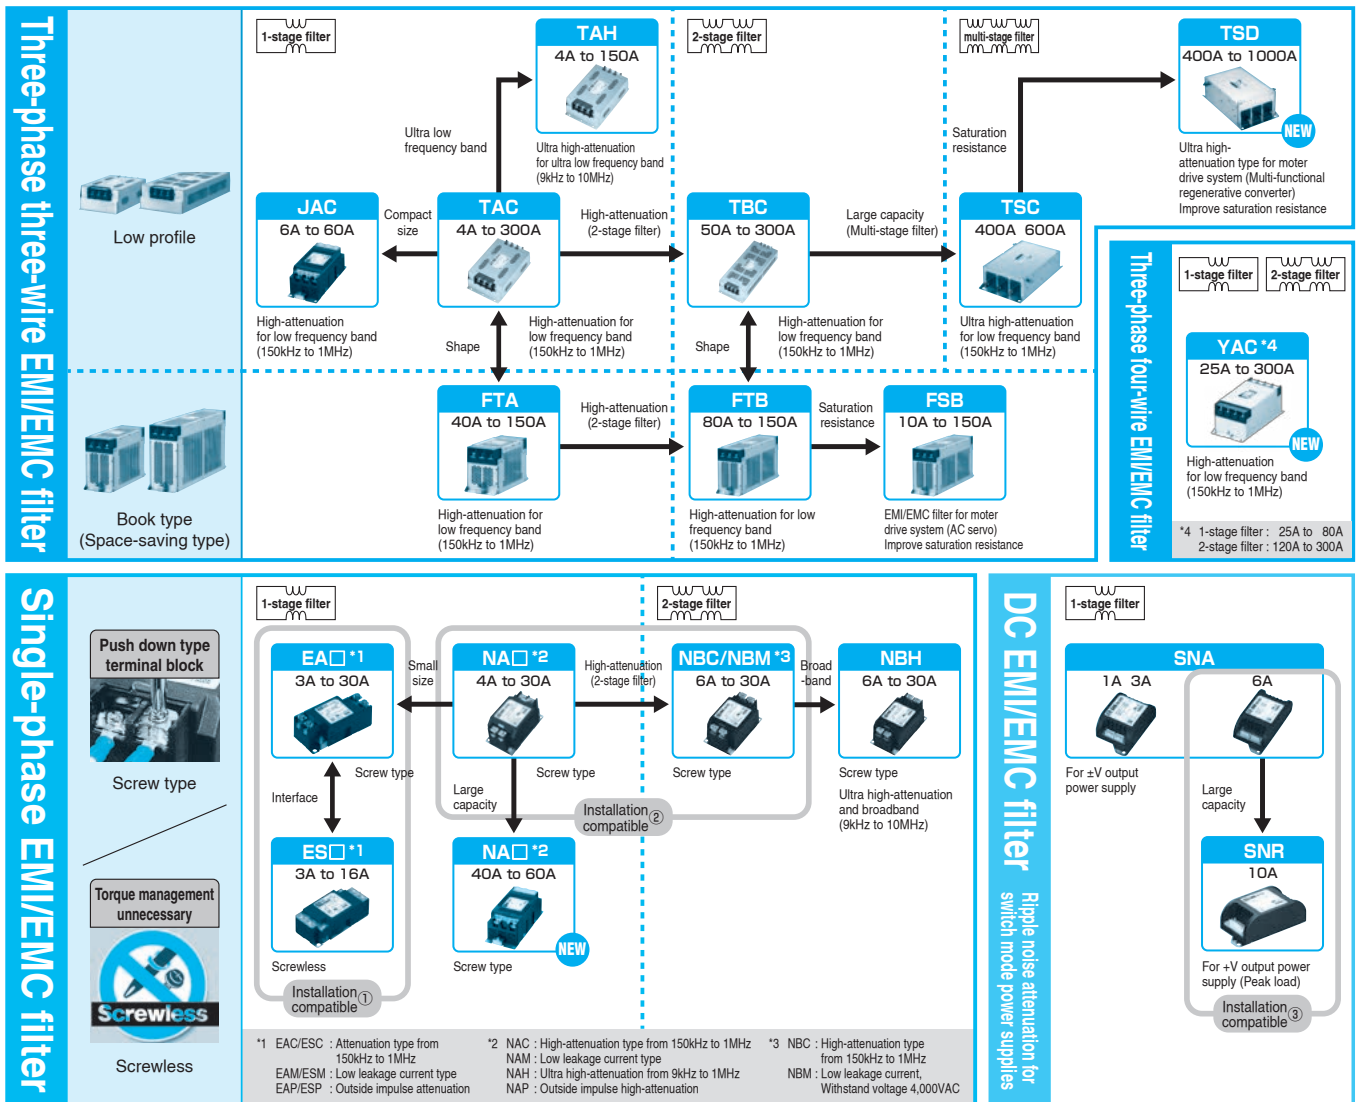 Three-phase three-wire EMI/EMC filter
Low profile
Book type
(Space-saving type)
1-stage filter
2-stage filter
multi-stage filter
TAH
4A to 150A
Ultra high-attenuation
for ultra low frequency band
(9kHz to 10MHz)
Ultra low
frequency band
TSD
400A to 1000A
NEW
Ultra high-
attenuation type for moter
drive system (Multi-functional
regenerative converter)
Improve saturation resistance
Saturation
resistance
JAC
6A to 60A
High-attenuation
for low frequency band
(150kHz to 1MHz)
Compact
size
TAC
4A to 300A
High-attenuation for
low frequency band
(150kHz to 1MHz)
High-attenuation
(2-stage filter)
TBC
50A to 300A
High-attenuation for
low frequency band
(150kHz to 1MHz)
Large capacity
(Multi-stage filter)
TSC
400A 600A
Ultra high-attenuation
for low frequency band
(150kHz to 1MHz)
Shape
Shape
FTA
40A to 150A
High-attenuation for
low frequency band
(150kHz to 1MHz)
High-attenuation
(2-stage filter)
FTB
80A to 150A
High-attenuation for low
frequency band
(150kHz to 1MHz)
Saturation
resistance
FSB
10A to 150A
EMI/EMC filter for moter
drive system (AC servo)
Improve saturation resistance
Three-phase four-wire EMI/EMC filter
1-stage filter
2-stage filter
YAC *4
25A to 300A
NEW
High-attenuation
for low frequency band
(150kHz to 1MHz)
*4 1-stage filter : 25A to 80A
2-stage filter : 120A to 300A
Single-phase EMI/EMC filter
Push down type
terminal block
Screw type
Torque management
unnecessary
Screwless
Screwless
1-stage filter
2-stage filter
EA□ *1
3A to 30A
Screw type
Small
size
NA□ *2
4A to 30A
Screw type
High-attenuation
(2-stage filter)
NBC/NBM *3
6A to 30A
Screw type
Broad
-band
NBH
6A to 30A
Screw type
Ultra high-attenuation
and broadband
(9kHz to 10MHz)
Interface
Large
capacity
Installation
compatible②
ES□ *1
3A to 16A
Screwless
Installation
compatible①
NA□ *2
40A to 60A
NEW
Screw type
*1 EAC/ESC : Attenuation type from
150kHz to 1MHz
EAM/ESM : Low leakage current type
EAP/ESP : Outside impulse attenuation
*2 NAC : High-attenuation type from 150kHz to 1MHz
NAM : Low leakage current type
NAH : Ultra high-attenuation from 9kHz to 1MHz
NAP : Outside impulse high-attenuation
*3 NBC : High-attenuation type
from 150kHz to 1MHz
NBM : Low leakage current,
Withstand voltage 4,000VAC
DC EMI/EMC filter
Ripple noise attenuation for
switch mode power supplies
1-stage filter
SNA
1A 3A
6A
For ±V output
power supply
Large
capacity
SNR
10A
For +V output power
supply (Peak load)
Installation
compatible③